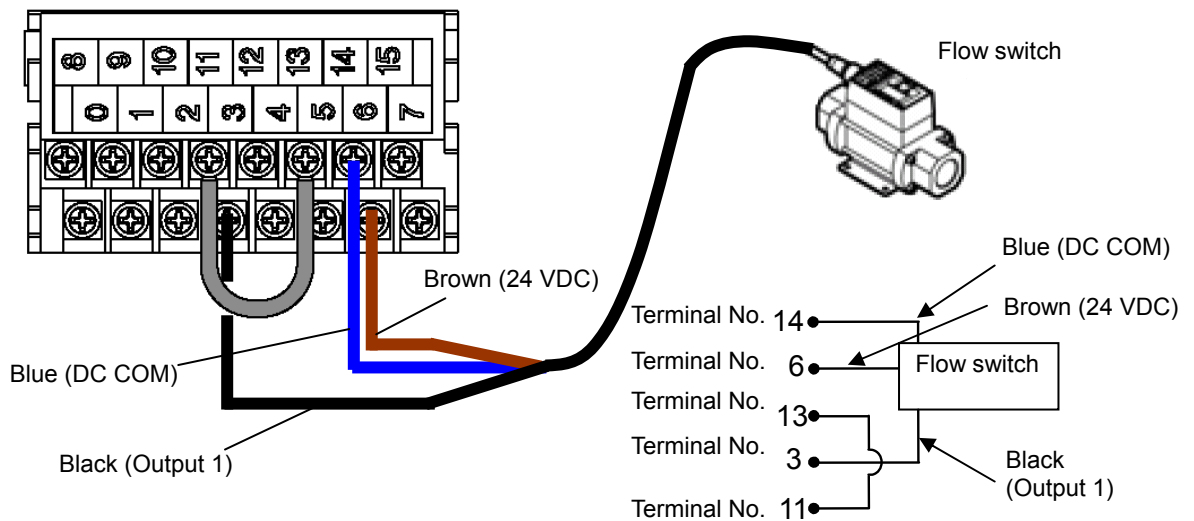 8 9 10 11 12 13 14 15
0 1 2 3 4 5 6 7
Flow switch
Brown (24 VDC)
Blue (DC COM)
Black (Output 1)
Blue (DC COM)
Brown (24 VDC)
Terminal No. 14
Terminal No. 6
Flow switch
Terminal No. 13
Terminal No. 3
Black
(Output 1)
Terminal No. 11